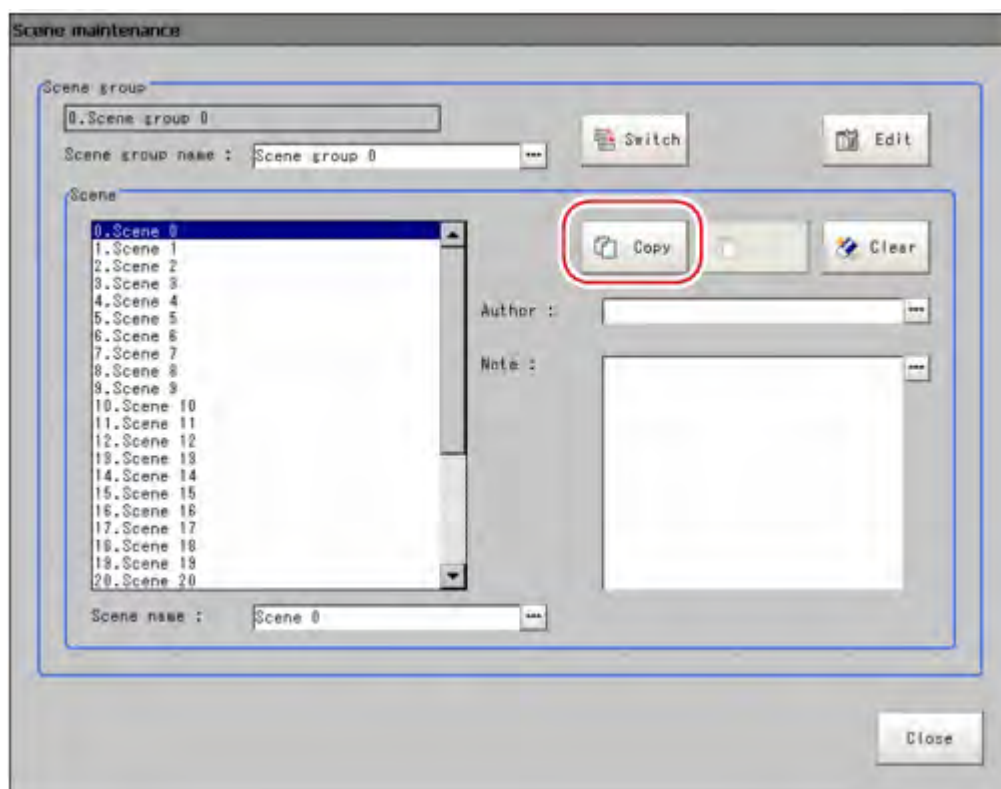 Scene maintenance
Scene group
0.Scene group 0
Switch
Edit
Scene group name : Scene group 0 ...
Scene
0.Scene 0
1.Scene 1
2.Scene 2
3.Scene 3
4.Scene 4
5.Scene 5
6.Scene 6
7.Scene 7
8.Scene 8
9.Scene 9
10.Scene 10
11.Scene 11
12.Scene 12
13.Scene 13
14.Scene 14
15.Scene 15
16.Scene 16
17.Scene 17
18.Scene 18
19.Scene 19
20.Scene 20
Copy
Clear
Author : ...
Note : ...
Scene name : Scene 0 ...
Close